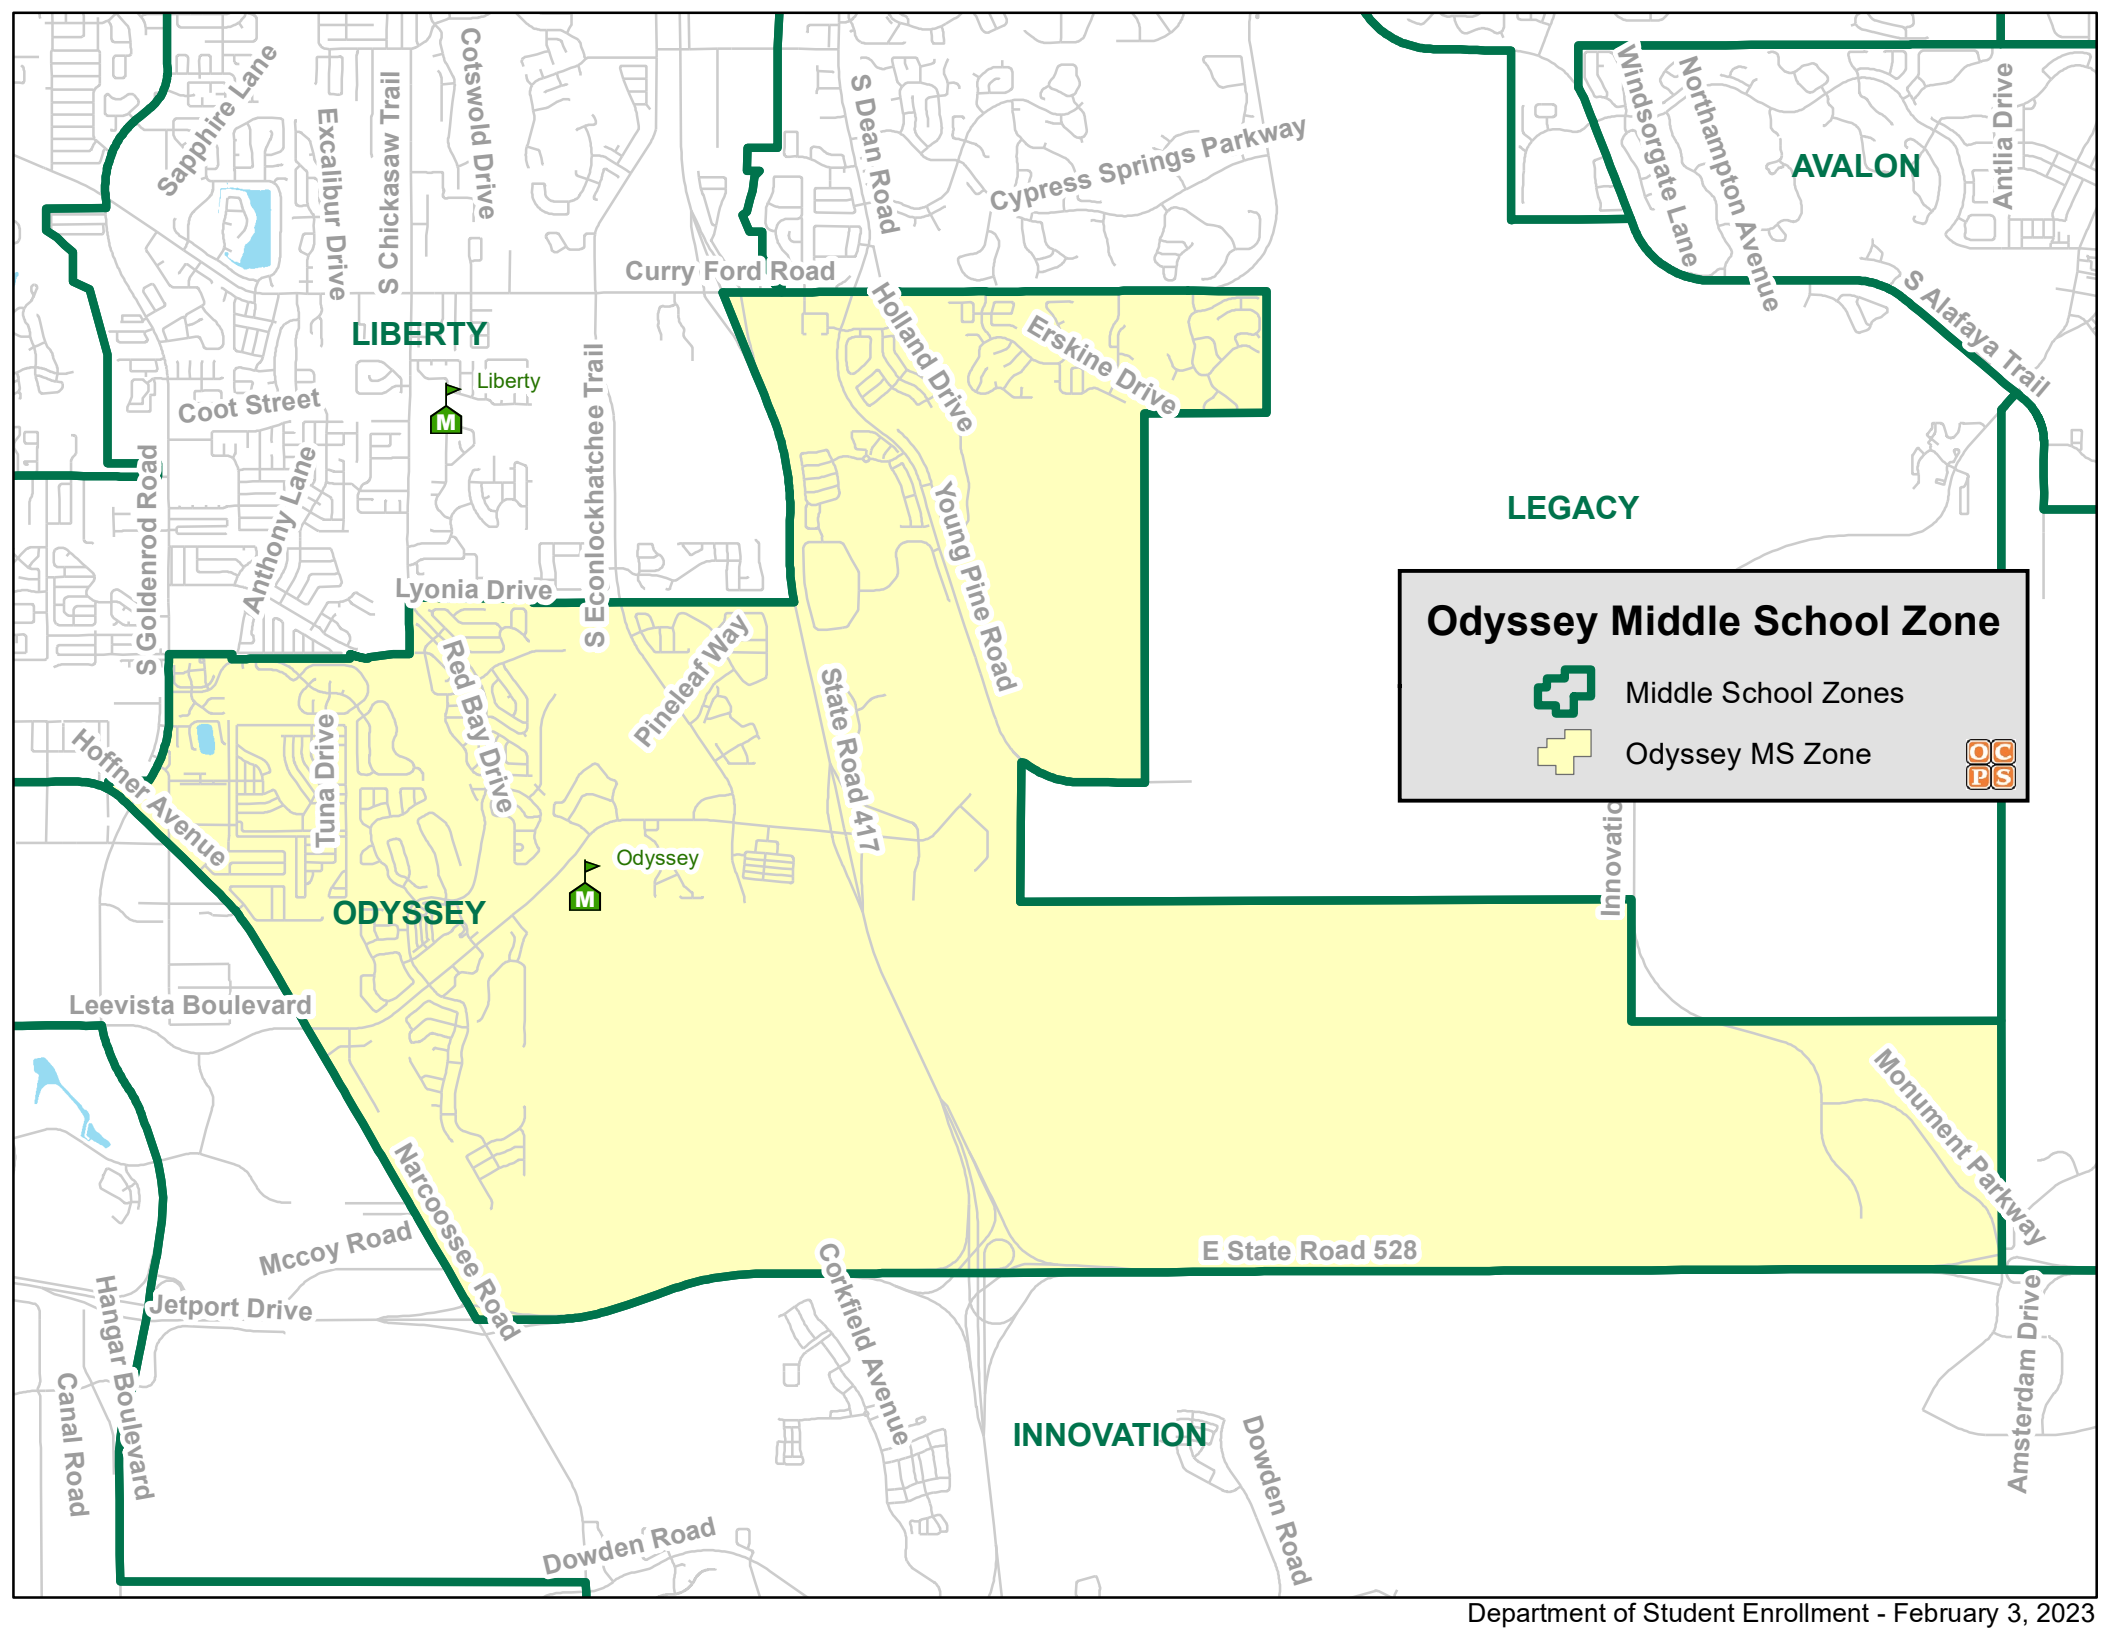 Sapphire Lane
Excalibur Drive
S Chickasaw Trail
Cotswold Drive
S Dean Road
Cypress Springs Parkway
Windsorgate Lane
Northampton Avenue
AVALON
Antilia Drive
Curry Ford Road
S Alafaya Trail
LIBERTY
Liberty
M
Coot Street
Holland Drive
Erskine Drive
S Goldenrod Road
Anthony Lane
S Econlockhatchee Trail
LEGACY
Young Pine Road
Lyonia Drive
Odyssey Middle School Zone
Middle School Zones
Odyssey MS Zone
O C
P S
Red Bay Drive
Pineleaf Way
State Road 417
Hoffner Avenue
Tuna Drive
Innovatio
Odyssey
M
ODYSSEY
Leevista Boulevard
Monument Parkway
Narcoossee Road
Mccoy Road
E State Road 528
Jetport Drive
Hangar Boulevard
Canal Road
Corkfield Avenue
INNOVATION
Dowden Road
Amsterdam Drive
Dowden Road
Department of Student Enrollment - February 3, 2023